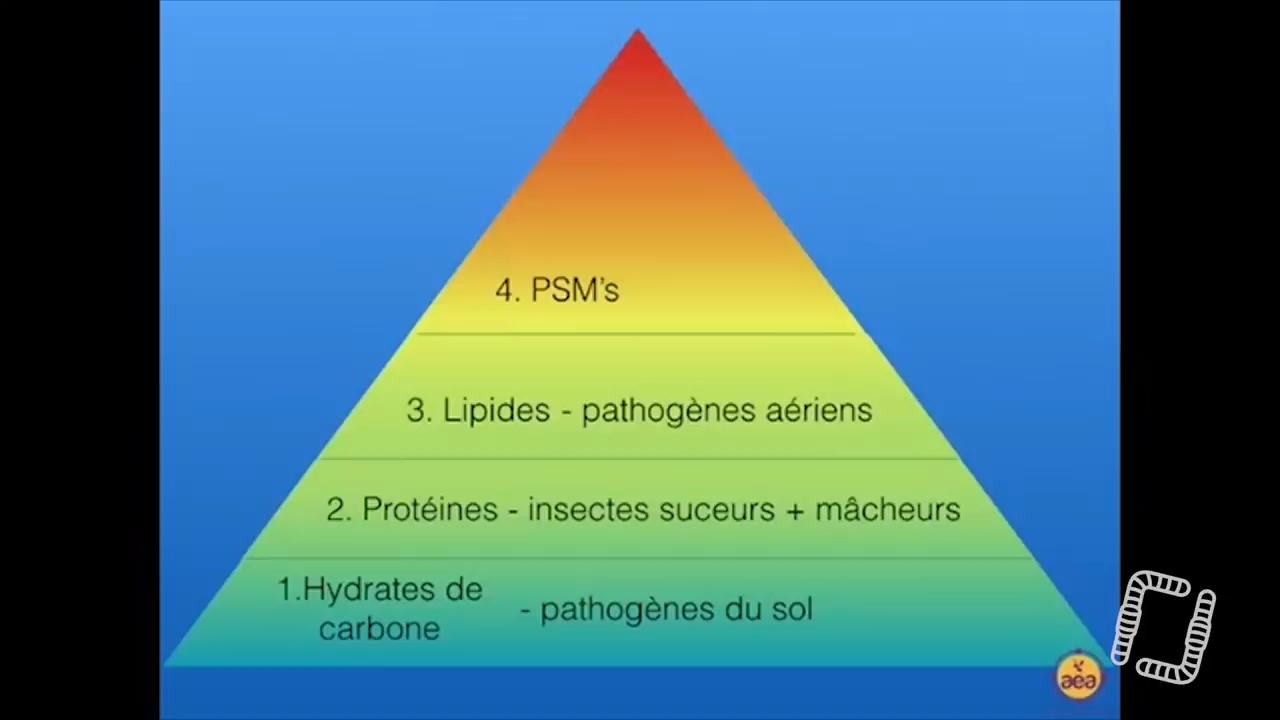 4. PSM's
3. Lipides - pathogènes aériens
2. Protéines - insectes suceurs + mâcheurs
1.Hydrates de
carbone
- pathogènes du sol
aea